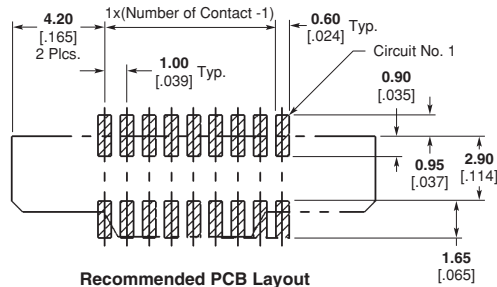 4.20
[.165]
2 Plcs.
1x(Number of Contact -1)
0.60
[.024] Typ.
1.00
[.039] Typ.
Circuit No. 1
0.90
[.035]
0.95
[.037]
2.90
[.114]
1.65
[.065]
Recommended PCB Layout